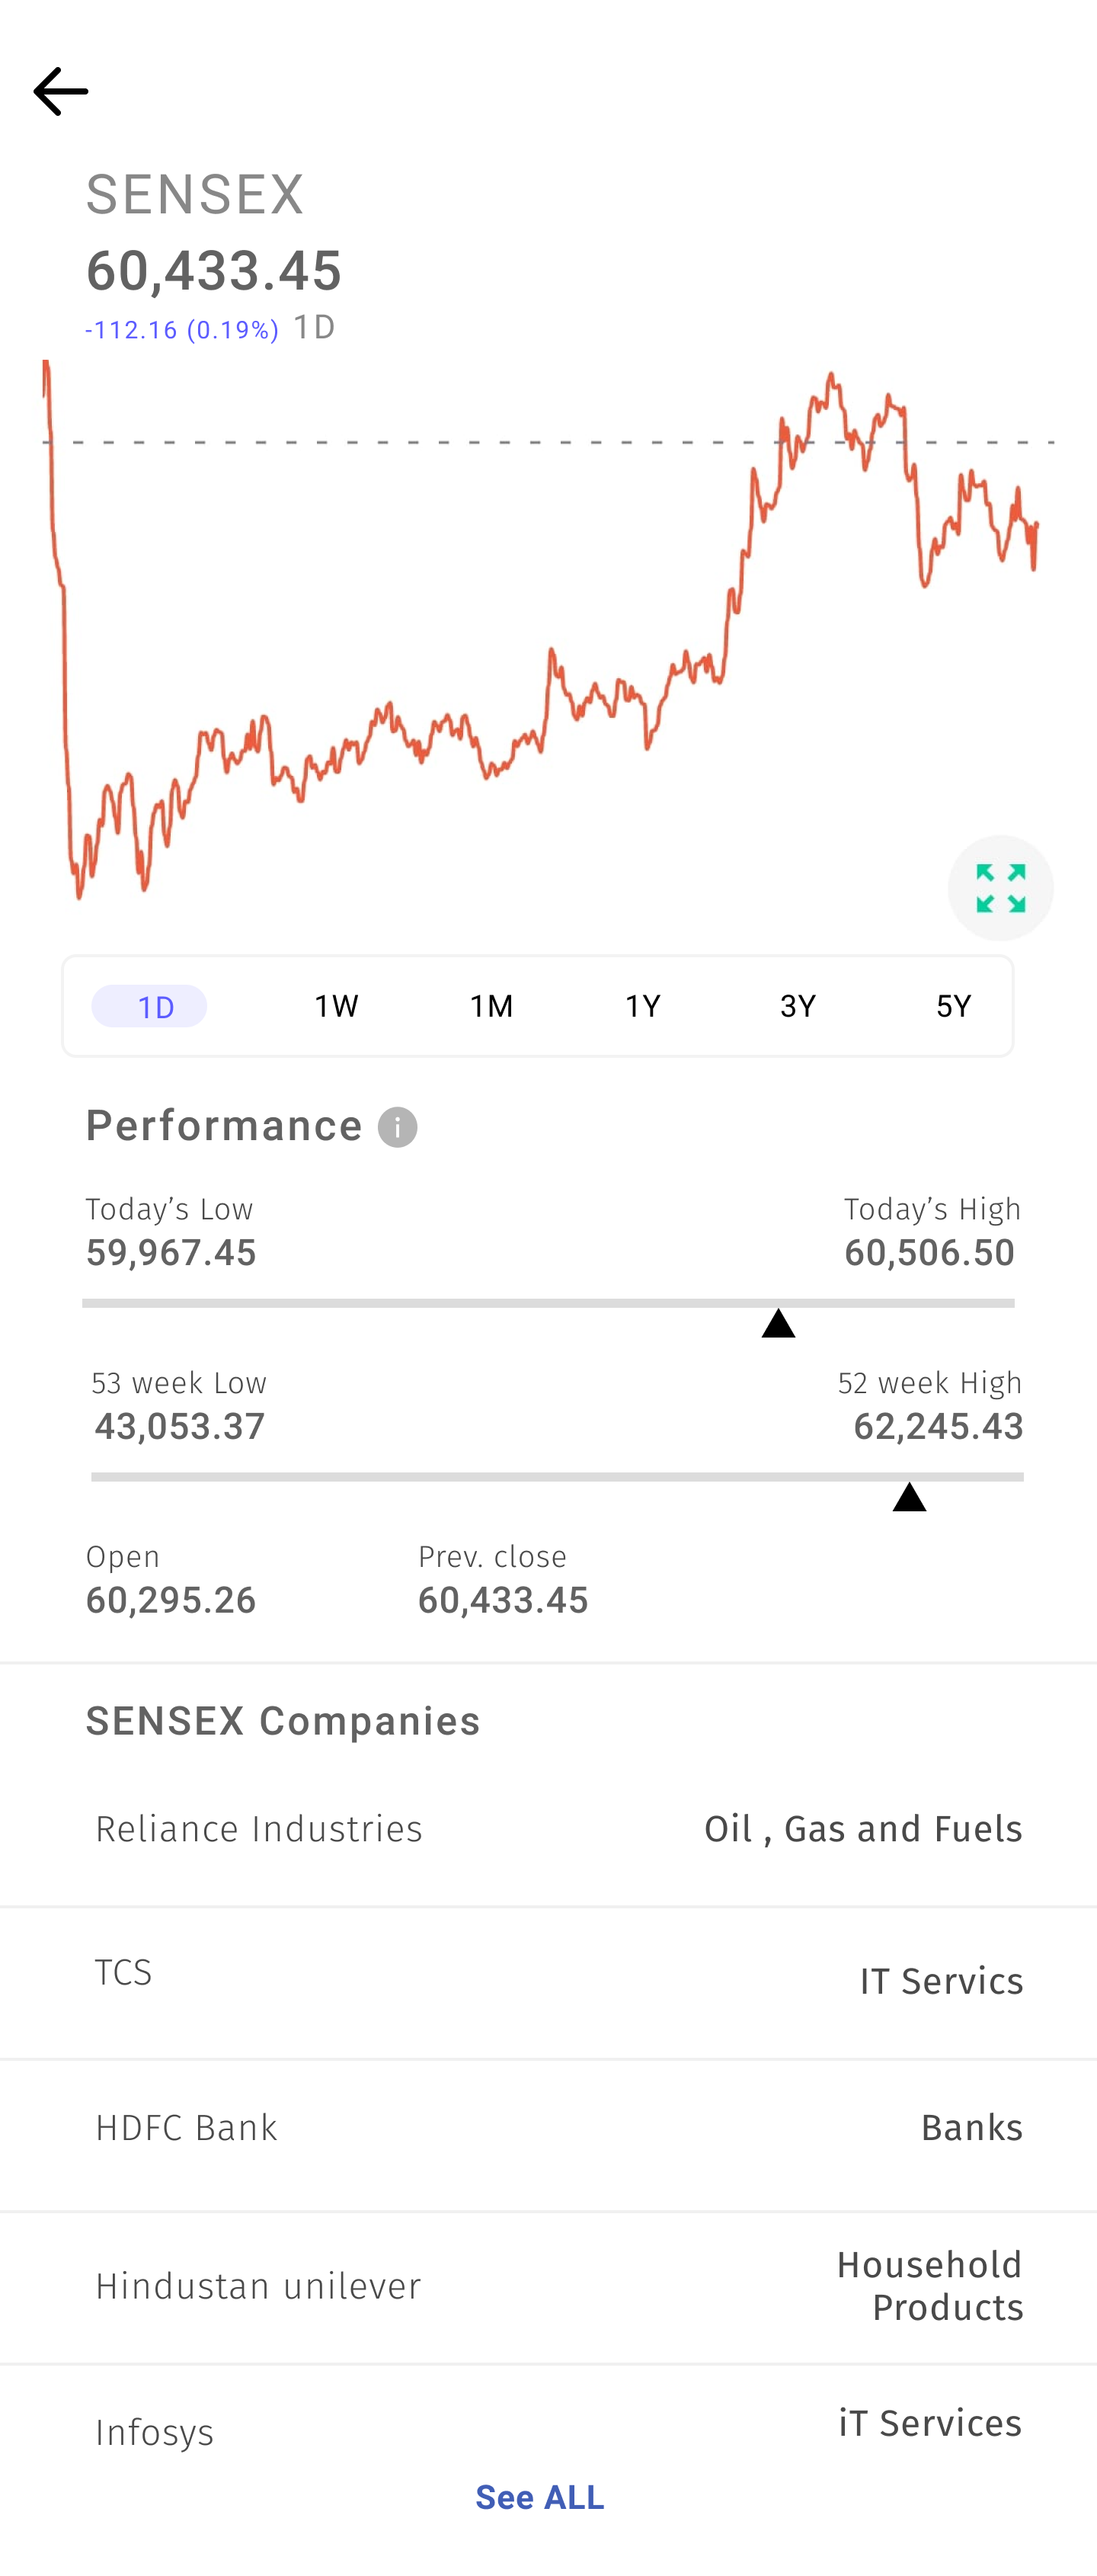 SENSEX
60,433.45
-112.16 (0.19%) 1D
1D 1W 1M 1Y 3Y 5Y
Performance i
Today’s Low Today’s High
59,967.45 60,506.50
53 week Low 52 week High
43,053.37 62,245.43
Open Prev. close
60,295.26 60,433.45
SENSEX Companies
Reliance Industries Oil , Gas and Fuels
TCS IT Servics
HDFC Bank Banks
Hindustan unilever Household
Products
Infosys iT Services
See ALL